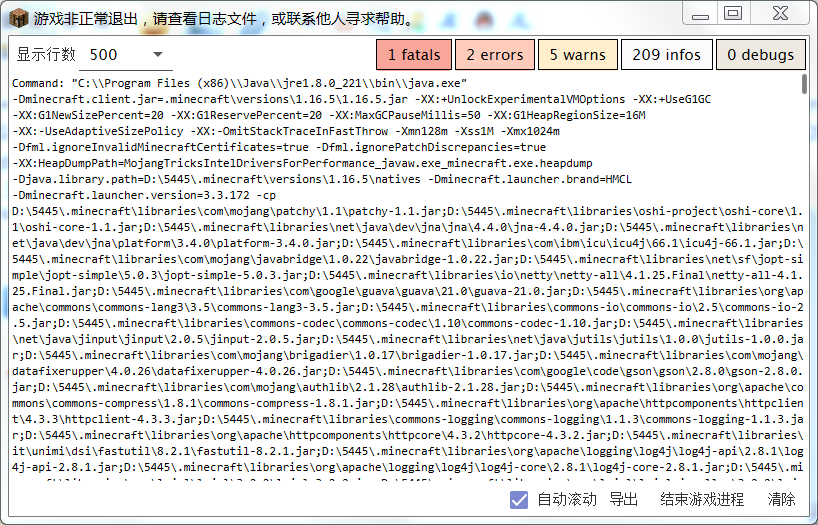 游戏非正常退出，请查看日志文件，或联系他人寻求帮助。
显示行数 500 1 fatals 2 errors 5 warns 209 infos 0 debugs
Command: "C:\\Program Files (x86)\\Java\\jre1.8.0_221\\bin\\java.exe"
-Dminecraft.client.jar=.minecraft\versions\1.16.5\1.16.5.jar -XX:+UnlockExperimentalVMOptions -XX:+UseG1GC
-XX:G1NewSizePercent=20 -XX:G1ReservePercent=20 -XX:MaxGCPauseMillis=50 -XX:G1HeapRegionSize=16M
-XX:-UseAdaptiveSizePolicy -XX:-OmitStackTraceInFastThrow -Xmn128m -Xss1M -Xmx1024m
-Dfml.ignoreInvalidMinecraftCertificates=true -Dfml.ignorePatchDiscrepancies=true
-XX:HeapDumpPath=MojangTricksIntelDriversForPerformance_javaw.exe_minecraft.exe.heapdump
-Djava.library.path=D:\5445\.minecraft\versions\1.16.5\natives -Dminecraft.launcher.brand=HMCL
-Dminecraft.launcher.version=3.3.172 -cp
D:\5445\.minecraft\libraries\com\mojang\patchy\1.1\patchy-1.1.jar;D:\5445\.minecraft\libraries\oshi-project\oshi-core\1.
1\oshi-core-1.1.jar;D:\5445\.minecraft\libraries\net\java\dev\jna\jna\4.4.0\jna-4.4.0.jar;D:\5445\.minecraft\libraries\n
et\java\dev\jna\platform\3.4.0\platform-3.4.0.jar;D:\5445\.minecraft\libraries\com\ibm\icu\icu4j\66.1\icu4j-66.1.jar;D:\
5445\.minecraft\libraries\com\mojang\javabridge\1.0.22\javabridge-1.0.22.jar;D:\5445\.minecraft\libraries\net\sf\jopt-si
mple\jopt-simple\5.0.3\jopt-simple-5.0.3.jar;D:\5445\.minecraft\libraries\io\netty\netty-all\4.1.25.Final\netty-all-4.1.
25.Final.jar;D:\5445\.minecraft\libraries\com\google\guava\guava\21.0\guava-21.0.jar;D:\5445\.minecraft\libraries\org\ap
ache\commons\commons-lang3\3.5\commons-lang3-3.5.jar;D:\5445\.minecraft\libraries\commons-io\commons-io\2.5\commons-io-2
.5.jar;D:\5445\.minecraft\libraries\commons-codec\commons-codec\1.10\commons-codec-1.10.jar;D:\5445\.minecraft\libraries
\net\java\jinput\jinput\2.0.5\jinput-2.0.5.jar;D:\5445\.minecraft\libraries\net\java\jutils\jutils\1.0.0\jutils-1.0.0.ja
r;D:\5445\.minecraft\libraries\com\mojang\brigadier\1.0.17\brigadier-1.0.17.jar;D:\5445\.minecraft\libraries\com\mojang\
datafixerupper\4.0.26\datafixerupper-4.0.26.jar;D:\5445\.minecraft\libraries\com\google\code\gson\gson\2.8.0\gson-2.8.0.
jar;D:\5445\.minecraft\libraries\com\mojang\authlib\2.1.28\authlib-2.1.28.jar;D:\5445\.minecraft\libraries\org\apache\co
mmons\commons-compress\1.8.1\commons-compress-1.8.1.jar;D:\5445\.minecraft\libraries\org\apache\httpcomponents\httpclien
t\4.3.3\httpclient-4.3.3.jar;D:\5445\.minecraft\libraries\commons-logging\commons-logging\1.1.3\commons-logging-1.1.3.ja
r;D:\5445\.minecraft\libraries\org\apache\httpcomponents\httpcore\4.3.2\httpcore-4.3.2.jar;D:\5445\.minecraft\libraries\
it\unimi\dsi\fastutil\8.2.1\fastutil-8.2.1.jar;D:\5445\.minecraft\libraries\org\apache\logging\log4j\log4j-api\2.8.1\log
4j-api-2.8.1.jar;D:\5445\.minecraft\libraries\org\apache\logging\log4j\log4j-core\2.8.1\log4j-core-2.8.1.jar;D:\5445\.mi
自动滚动 导出 结束游戏进程 清除